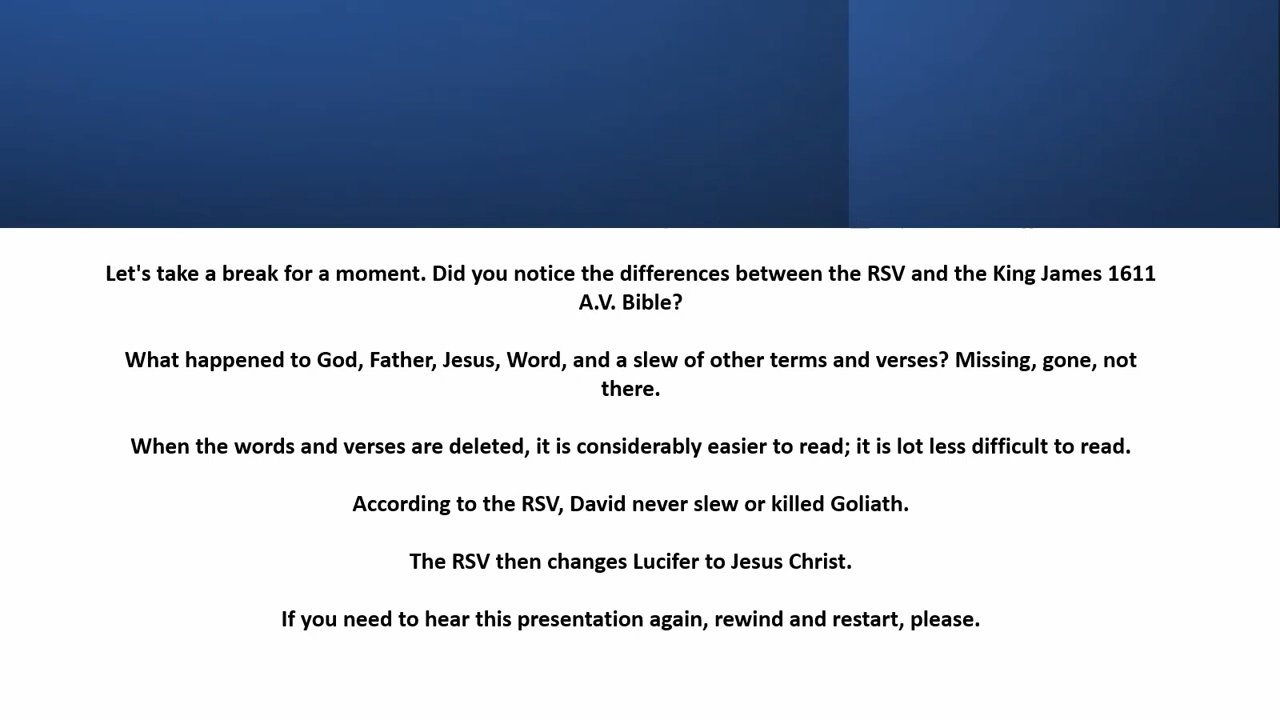 Let's take a break for a moment. Did you notice the differences between the RSV and the King James 1611
A.V. Bible?
What happened to God, Father, Jesus, Word, and a slew of other terms and verses? Missing, gone, not
there.
When the words and verses are deleted, it is considerably easier to read; it is lot less difficult to read.
According to the RSV, David never slew or killed Goliath.
The RSV then changes Lucifer to Jesus Christ.
If you need to hear this presentation again, rewind and restart, please.